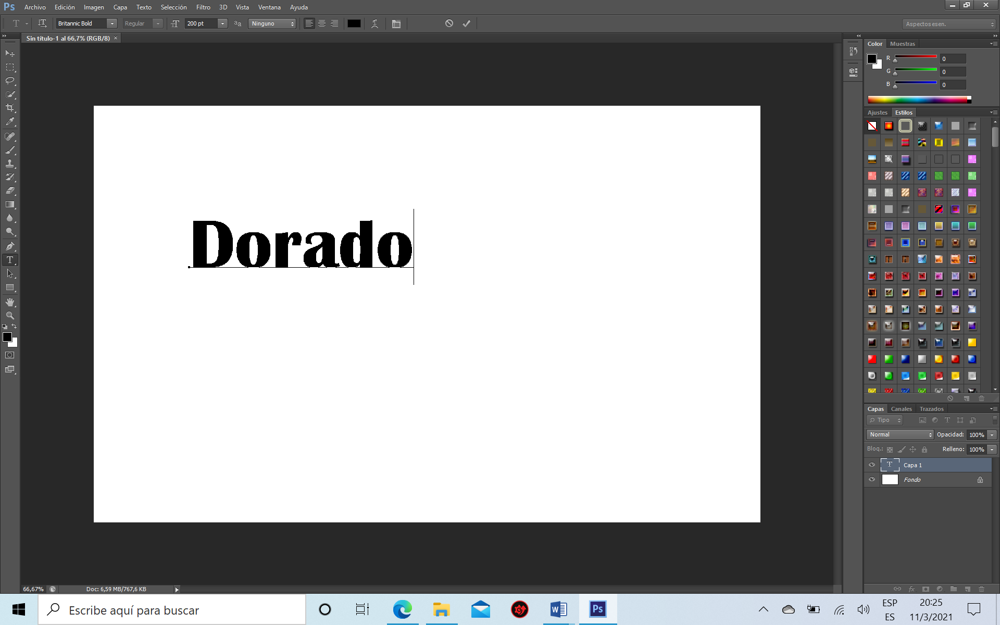 Ps Archivo Edición Imagen Capa Texto Selección Filtro 3D Vista Ventana Ayuda
T Britannic Bold Regular 200 pt aa Ninguno Aspectos esen.
Sin título-1 al 66,7% (RGB/8) ×
Color Muestras
R 0
G 0
B 0
Ajustes Estilos
Dorado
Capas Canales Trazados
Tipo
Normal Opacidad: 100%
Bloq.: Relleno: 100%
T Capa 1
Fondo
fx
66,67% Doc: 6,59 MB/767,6 KB
Escribe aquí para buscar
W
Ps
ESP
ES
20:25
11/3/2021